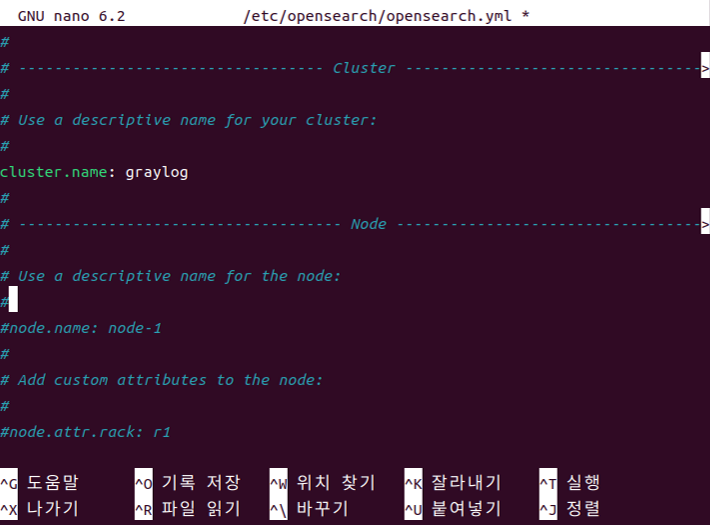 GNU nano 6.2 /etc/opensearch/opensearch.yml *
#
# ---------------------------------- Cluster --------------------------------->
#
# Use a descriptive name for your cluster:
#
cluster.name: graylog
#
# ------------------------------------ Node ---------------------------------->
#
# Use a descriptive name for the node:
#
#node.name: node-1
#
# Add custom attributes to the node:
#
#node.attr.rack: r1
^G 도움말 ^O 기록 저장 ^W 위치 찾기 ^K 잘라내기 ^T 실행
^X 나가기 ^R 파일 읽기 ^\ 바꾸기 ^U 붙여넣기 ^J 정렬